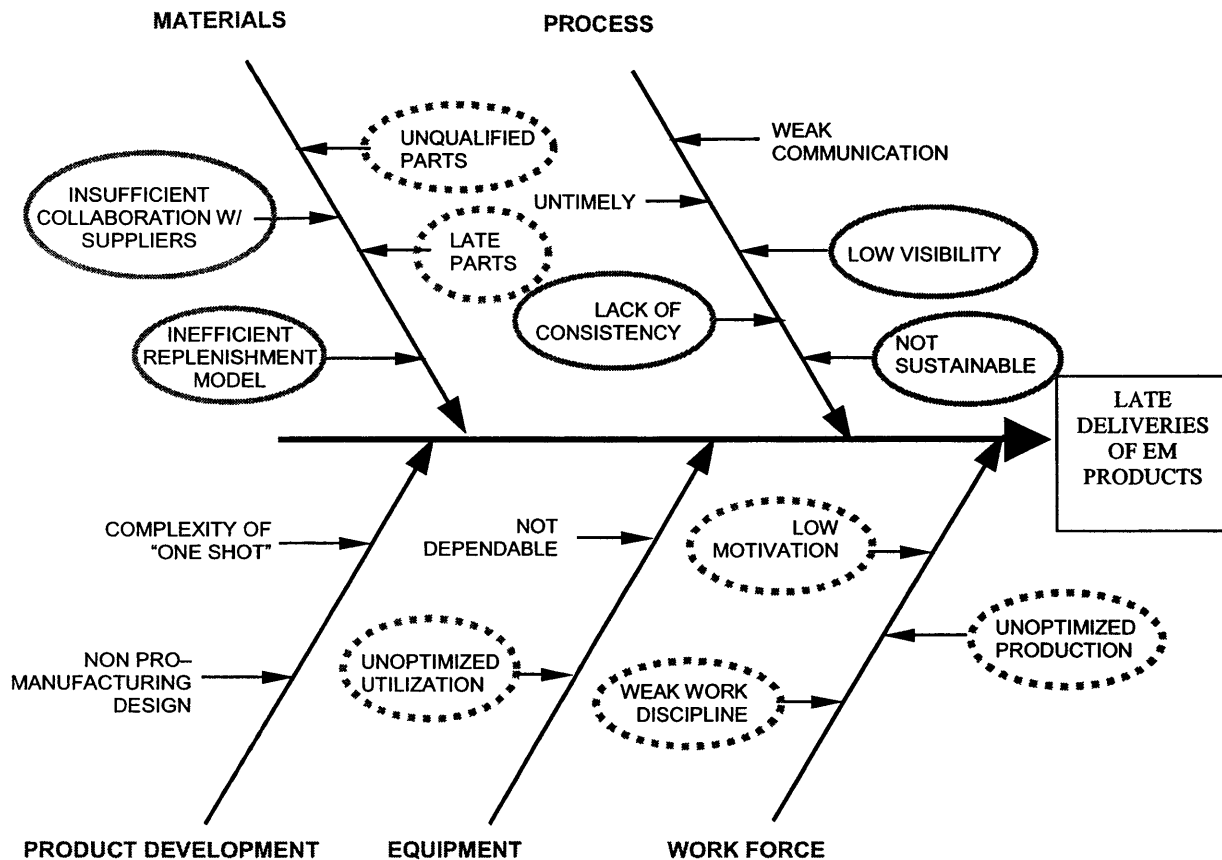 MATERIALS
PROCESS
UNQUALIFIED
PARTS
WEAK
COMMUNICATION
INSUFFICIENT
COLLABORATION W/
SUPPLIERS
UNTIMELY
LATE
PARTS
LOW VISIBILITY
LACK OF
CONSISTENCY
INEFFICIENT
REPLENISHMENT
MODEL
NOT
SUSTAINABLE
LATE
DELIVERIES
OF EM
PRODUCTS
COMPLEXITY OF
"ONE SHOT"
NOT
DEPENDABLE
LOW
MOTIVATION
UNOPTIMIZED
PRODUCTION
NON PRO–
MANUFACTURING
DESIGN
UNOPTIMIZED
UTILIZATION
WEAK WORK
DISCIPLINE
PRODUCT DEVELOPMENT
EQUIPMENT
WORK FORCE